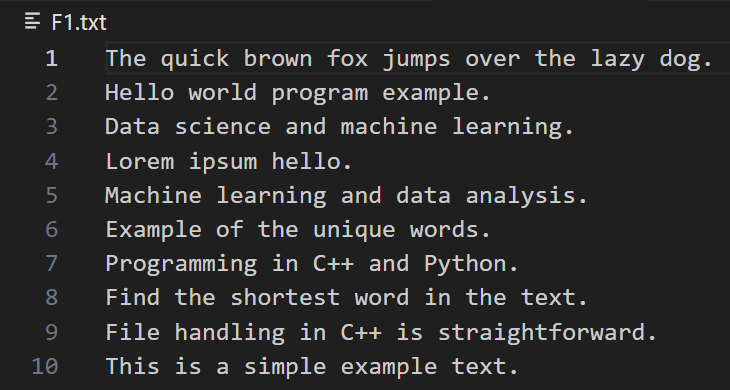 F1.txt
1 The quick brown fox jumps over the lazy dog.
2 Hello world program example.
3 Data science and machine learning.
4 Lorem ipsum hello.
5 Machine learning and data analysis.
6 Example of the unique words.
7 Programming in C++ and Python.
8 Find the shortest word in the text.
9 File handling in C++ is straightforward.
10 This is a simple example text.